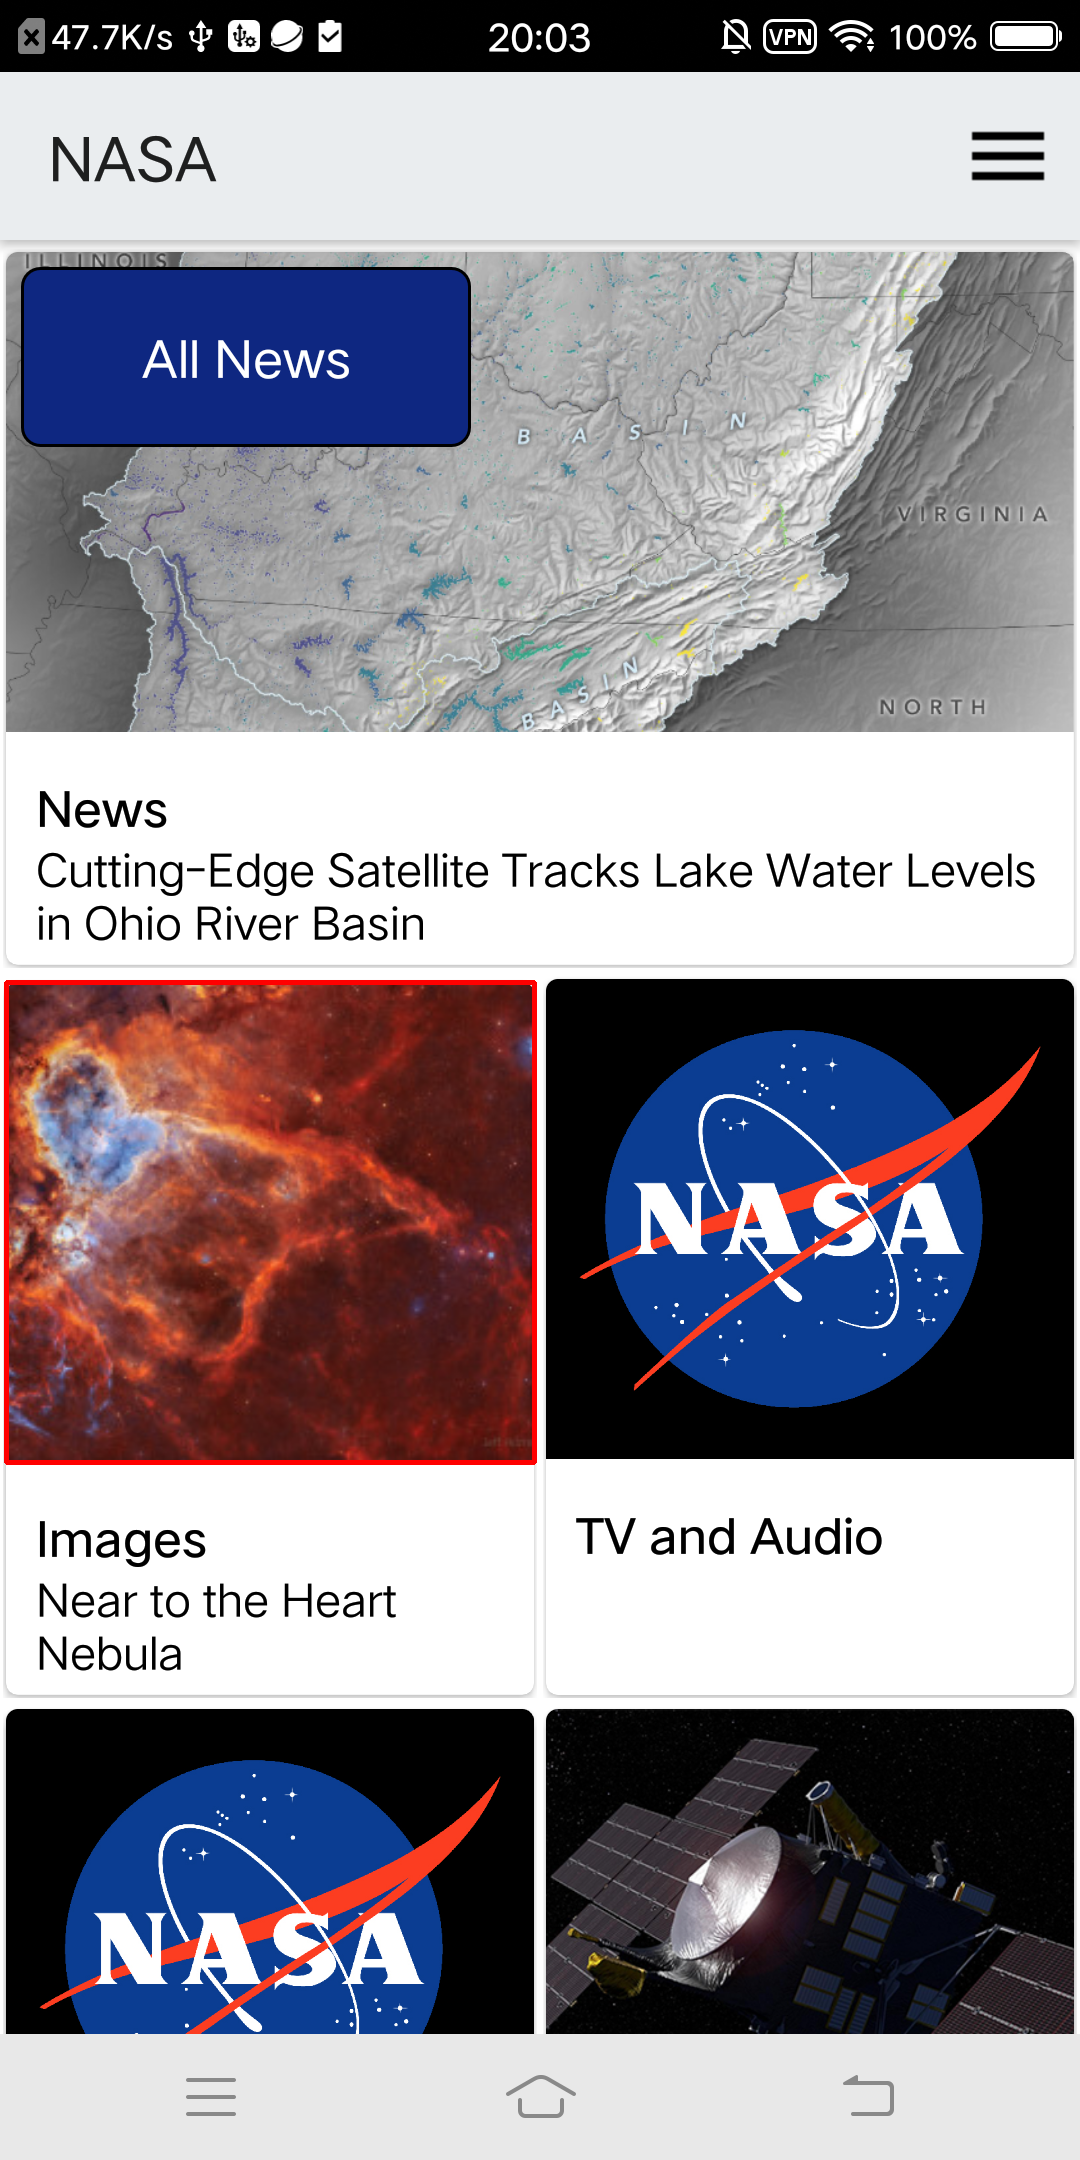 47.7K/s
20:03
VPN
100%
NASA
ILLINOIS
All News
BASIN
VIRGINIA
BASIN
NORTH
News
Cutting-Edge Satellite Tracks Lake Water Levels
in Ohio River Basin
NASA
Images
Near to the Heart
Nebula
TV and Audio
NASA